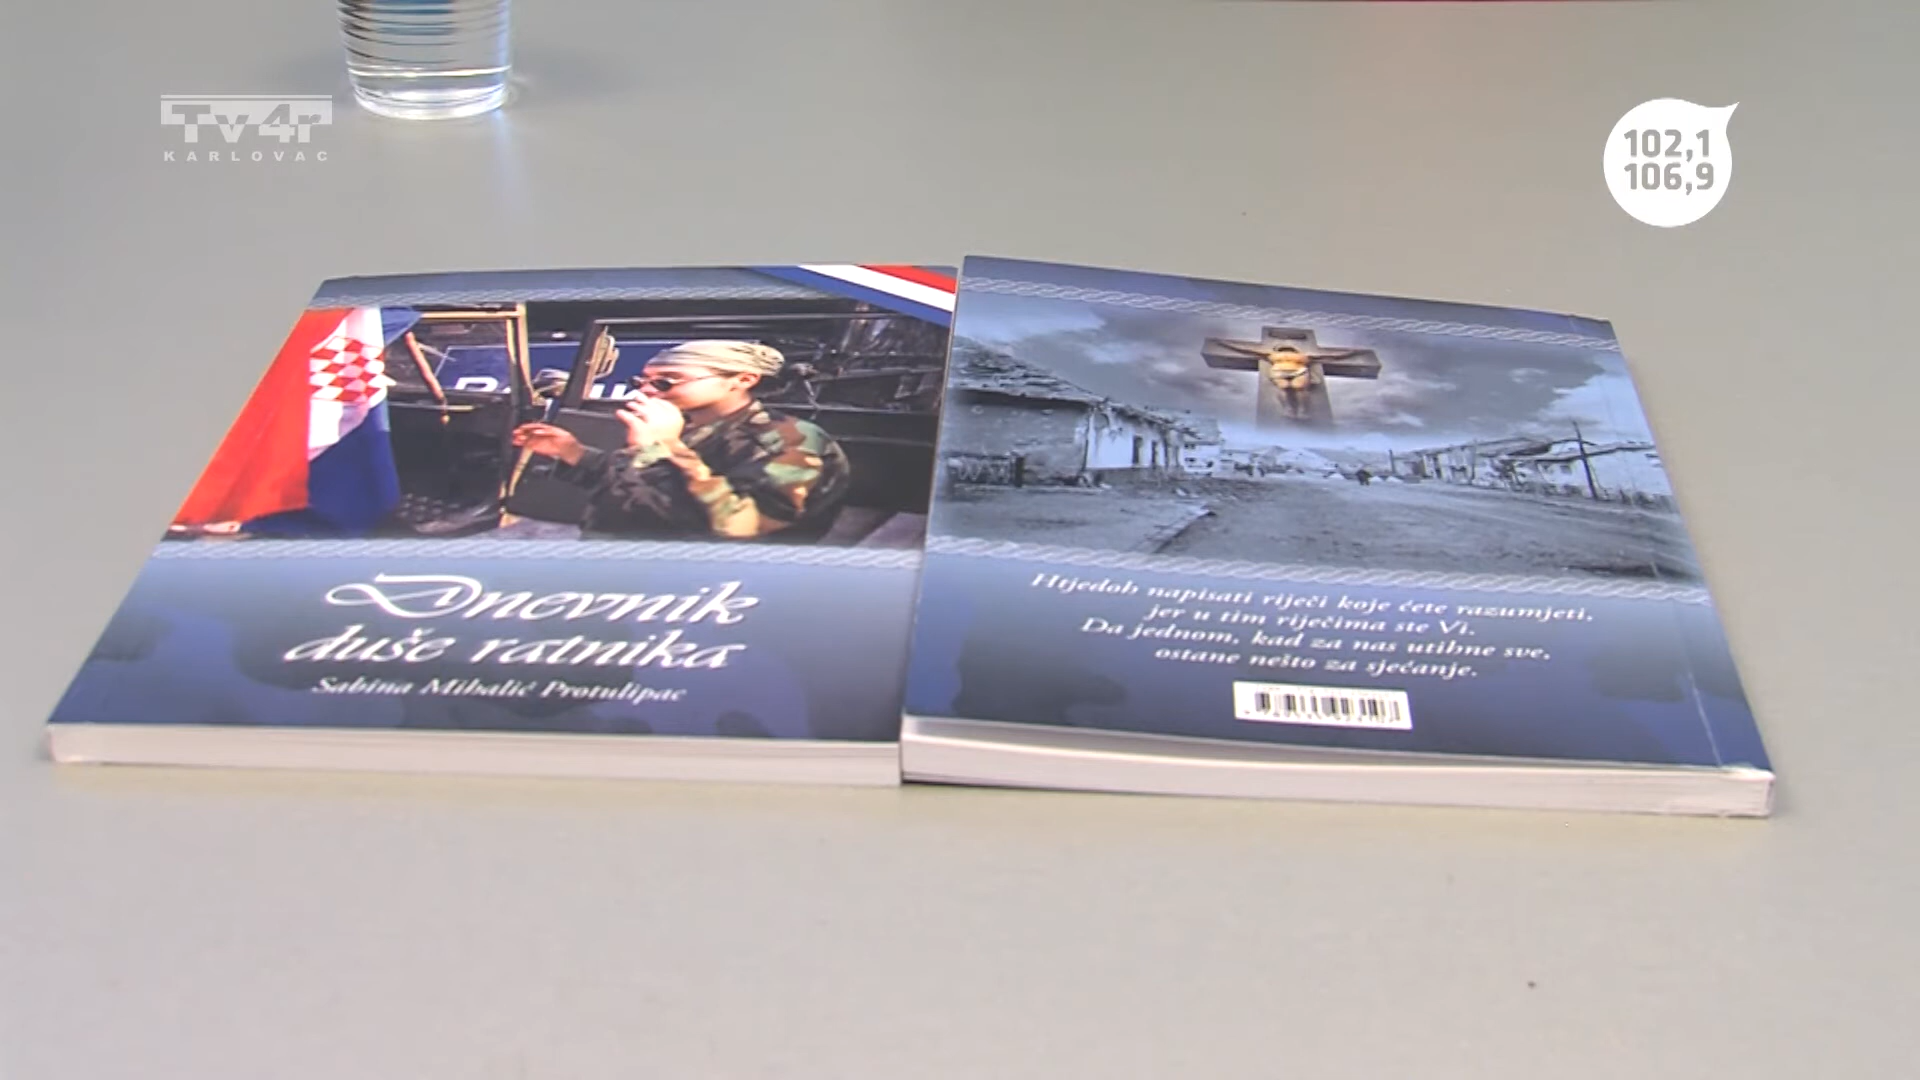 Tv4r
KARLOVAC
102,1
106,9
Dnevnik
duše ratnika
Sabina Mihalić Protulipac
Htjedoh napisati riječi koje ćete razumjeti,
jer u tim riječima ste Vi.
Da jednom, kad za nas utihne sve,
ostane nešto za sjećanje.